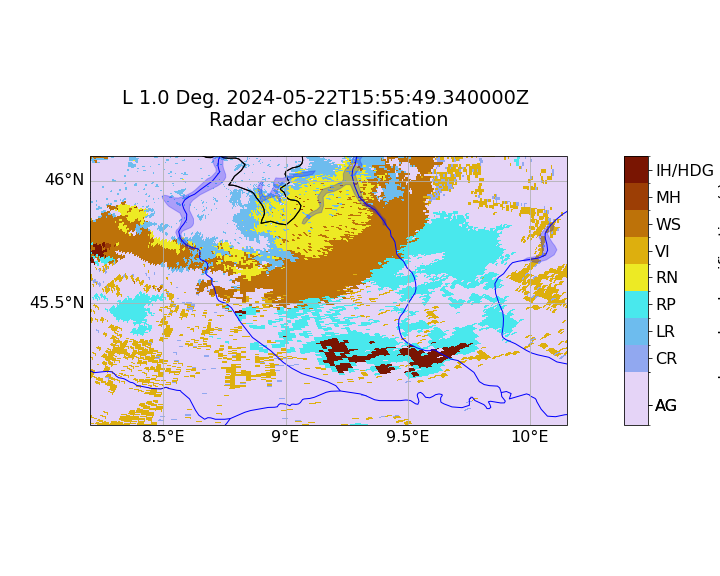 L 1.0 Deg. 2024-05-22T15:55:49.340000Z
Radar echo classification
46°N
45.5°N
8.5°E
9°E
9.5°E
10°E
IH/HDG
MH
WS
VI
RN
RP
LR
CR
AG